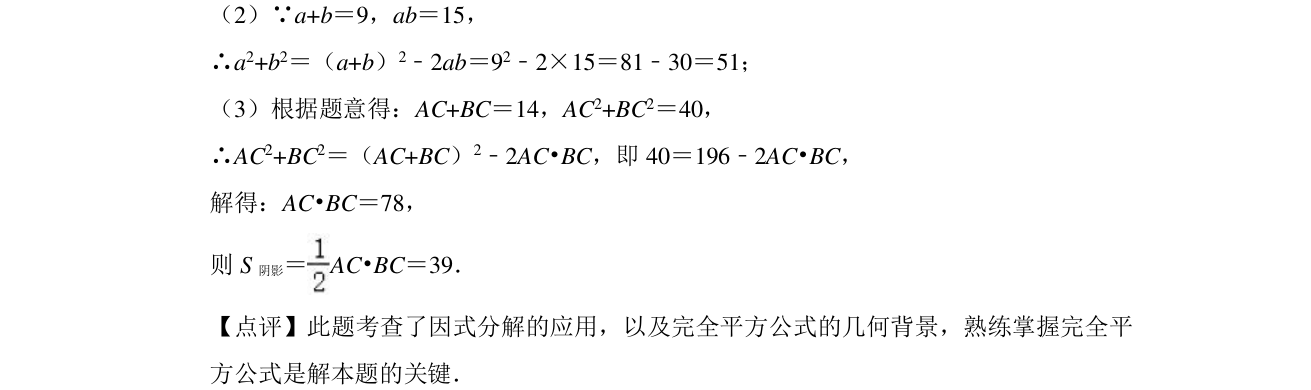 （2）∵a+b＝9，ab＝15，
∴a²+b²＝（a+b）²﹣2ab＝9²﹣2×15＝81﹣30＝51；
（3）根据题意得：AC+BC＝14，AC²+BC²＝40，
∴AC²+BC²＝（AC+BC）²﹣2AC•BC，即 40＝196﹣2AC•BC，
解得：AC•BC＝78，
则 S 阴影＝1/2AC•BC＝39．
【点评】此题考查了因式分解的应用，以及完全平方公式的几何背景，熟练掌握完全平
方公式是解本题的关键．